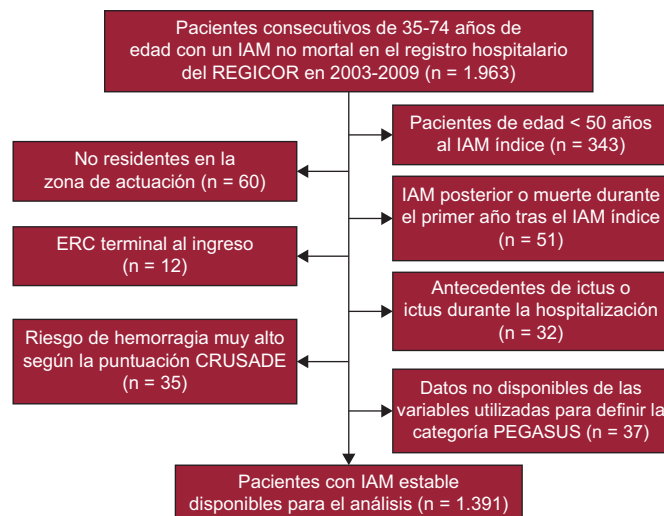 Pacientes consecutivos de 35-74 años de
edad con un IAM no mortal en el registro hospitalario
del REGICOR en 2003-2009 (n = 1.963)
Pacientes de edad < 50 años
al IAM índice (n = 343)
No residentes en la
zona de actuación (n = 60)
IAM posterior o muerte durante
el primer año tras el IAM índice
(n = 51)
ERC terminal al ingreso
(n = 12)
Antecedentes de ictus o
ictus durante la hospitalización
(n = 32)
Riesgo de hemorragia muy alto
según la puntuación CRUSADE
(n = 35)
Datos no disponibles de las
variables utilizadas para definir la
categoría PEGASUS (n = 37)
Pacientes con IAM estable
disponibles para el análisis (n = 1.391)